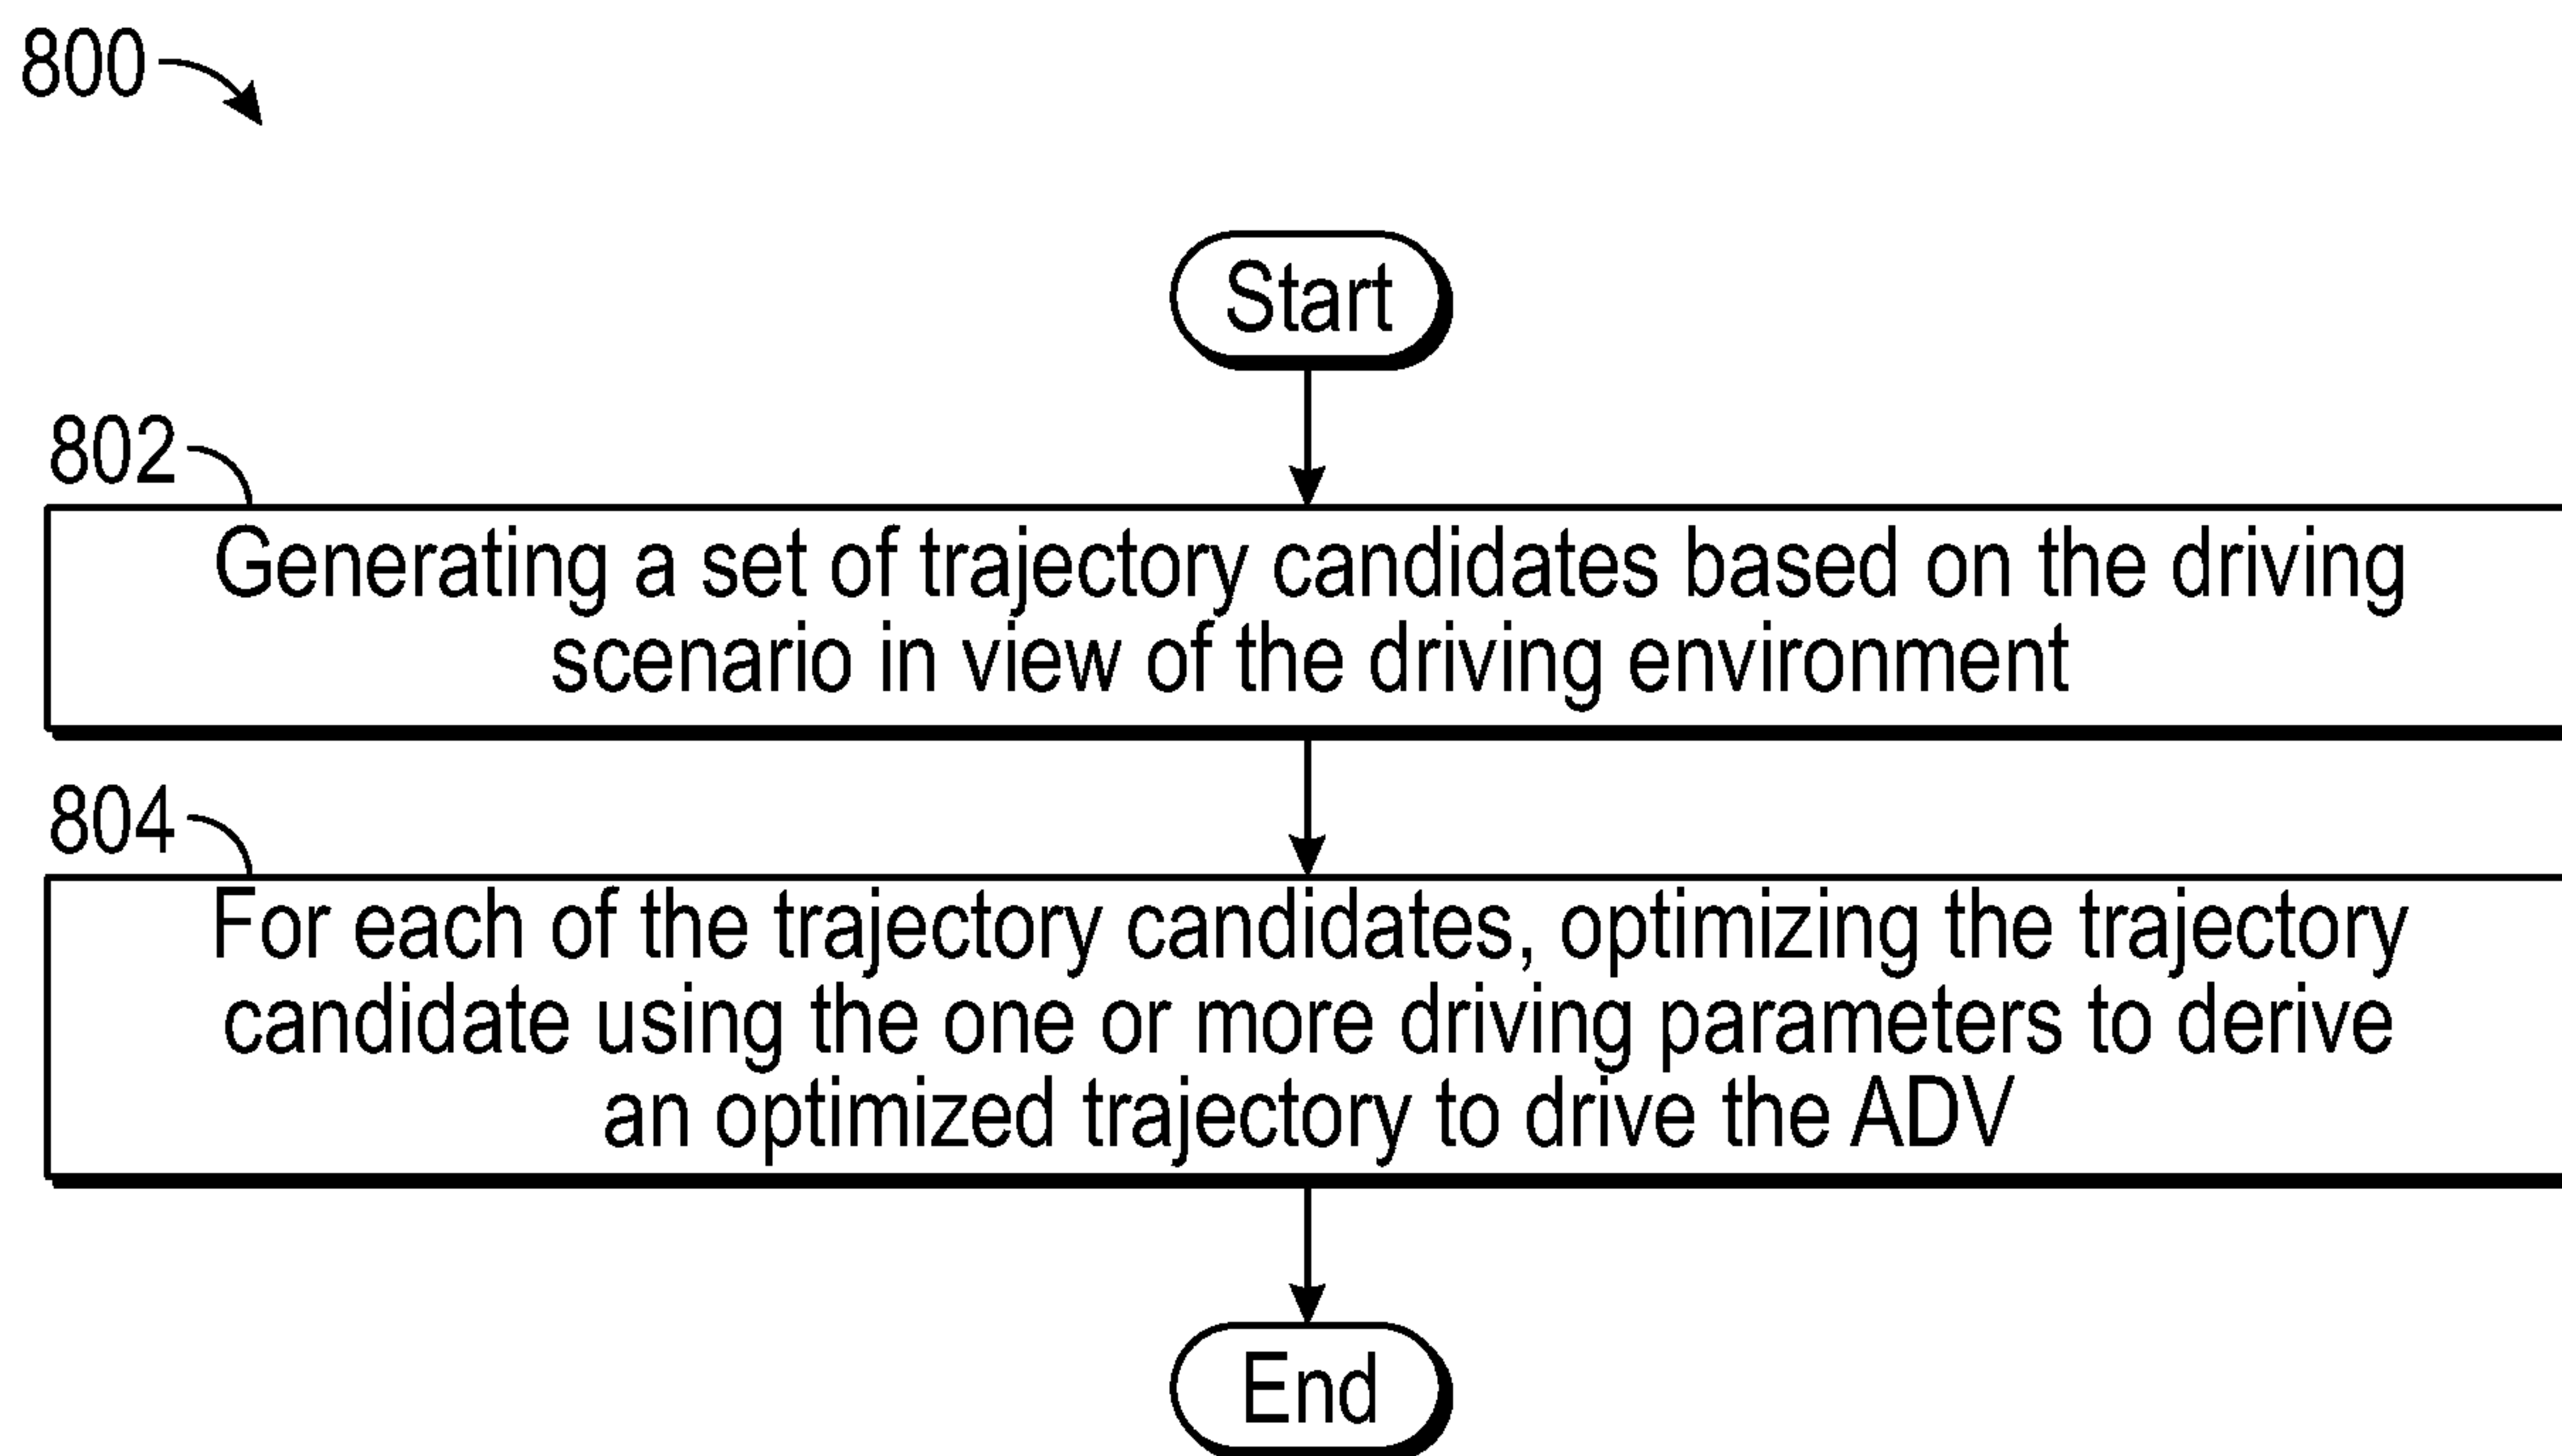 800
Start
802
Generating a set of trajectory candidates based on the driving
scenario in view of the driving environment
804
For each of the trajectory candidates, optimizing the trajectory
candidate using the one or more driving parameters to derive
an optimized trajectory to drive the ADV
End